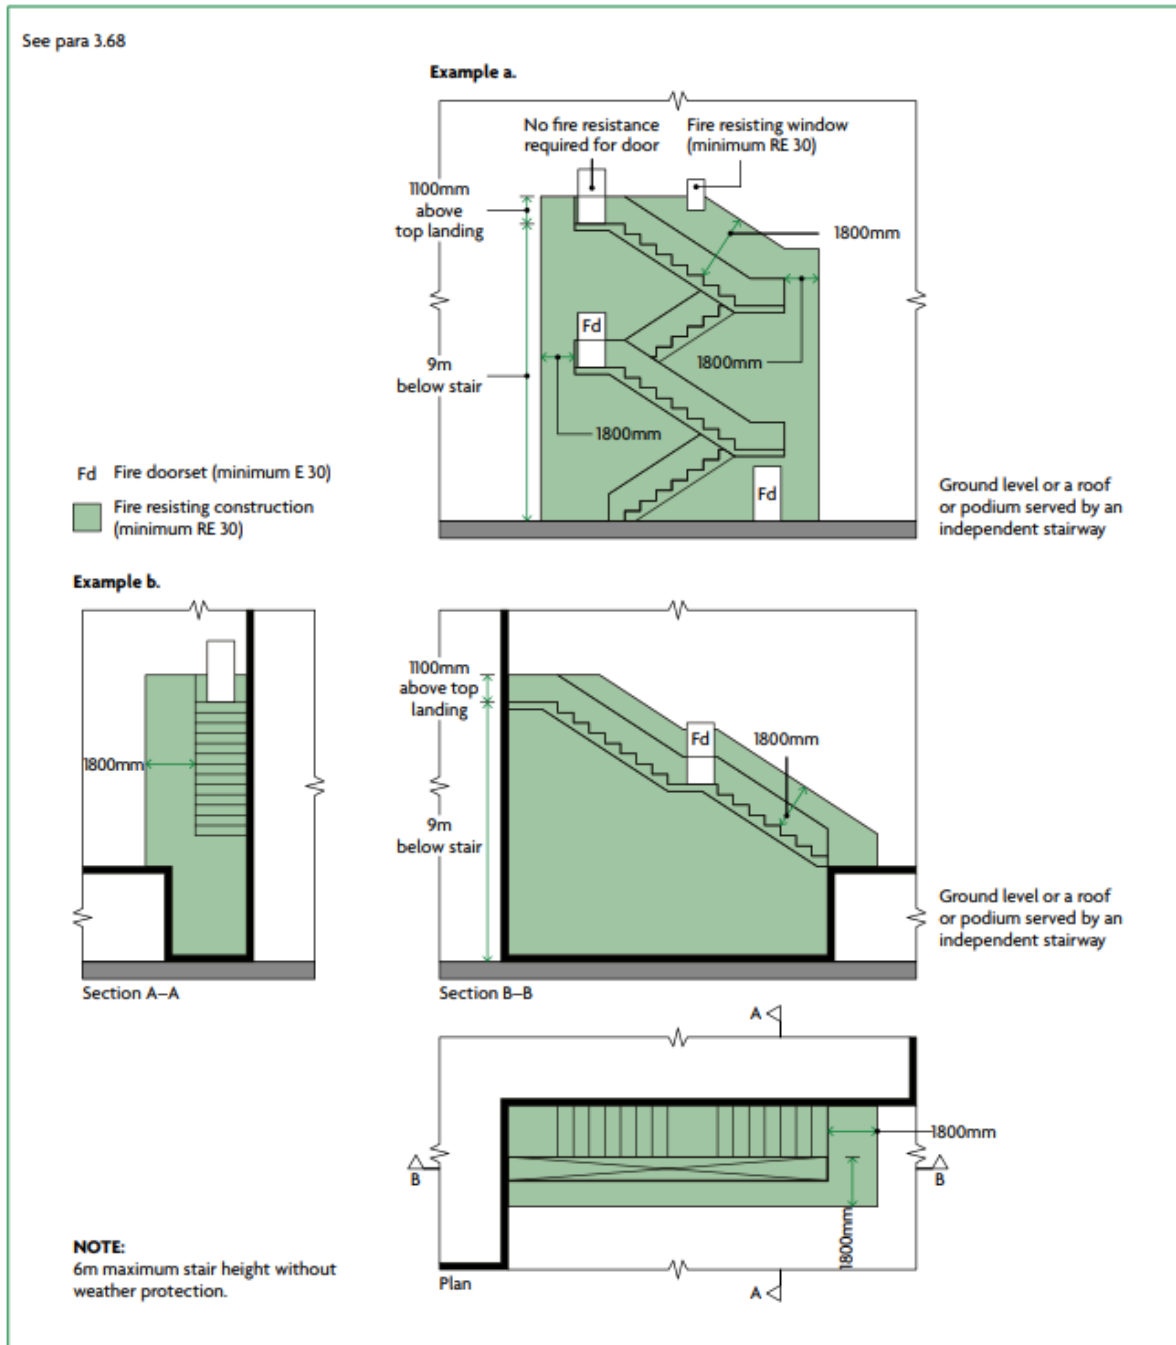 See para 3.68
Example a.
No fire resistance
required for door
Fire resisting window
(minimum RE 30)
1100mm
above
top landing
1800mm
Fd
9m
below stair
1800mm
1800mm
Fd
Fd Fire doorset (minimum E 30)
Fire resisting construction
(minimum RE 30)
Ground level or a roof
or podium served by an
independent stairway
Example b.
1100mm
above top
landing
Fd
1800mm
1800mm
9m
below stair
Ground level or a roof
or podium served by an
independent stairway
Section A–A
Section B–B
A
1800mm
B
B
1800mm
NOTE:
6m maximum stair height without
weather protection.
Plan
A